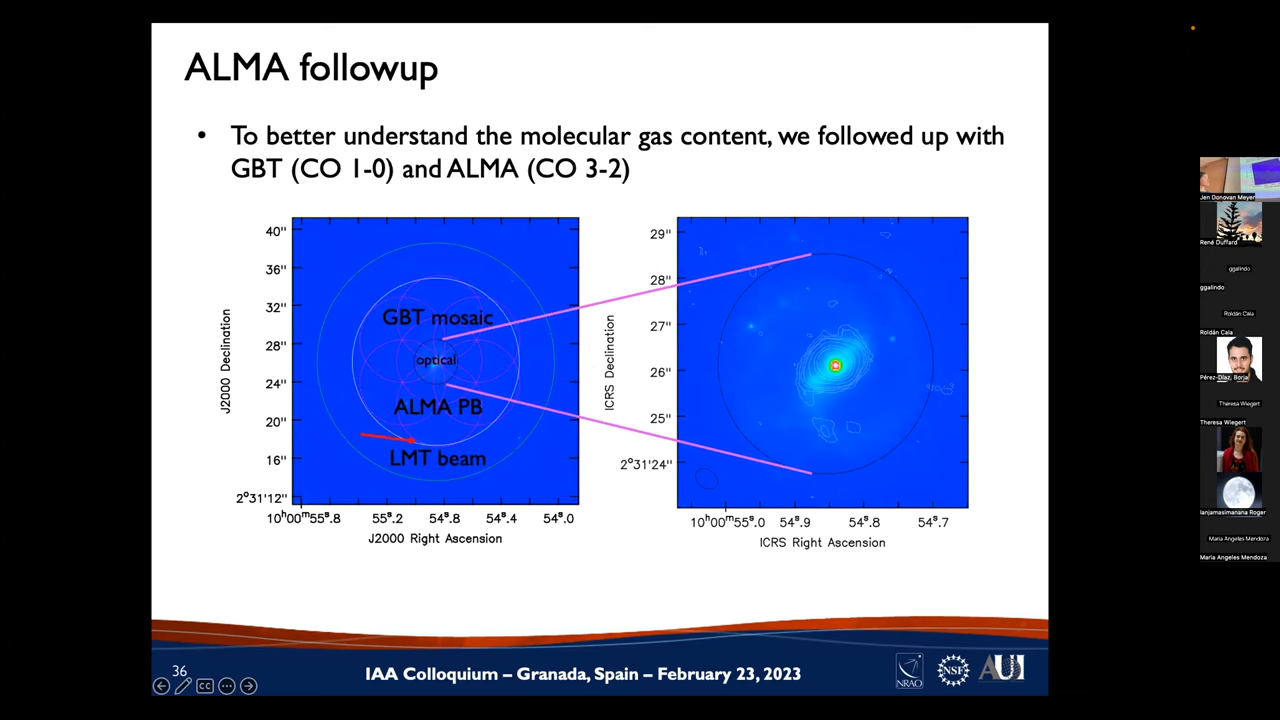 ALMA followup
• To better understand the molecular gas content, we followed up with
GBT (CO 1-0) and ALMA (CO 3-2)
40"
36"
32"
28"
24"
20"
16"
2°31'12"
J2000 Declination
10ʰ00ᵐ55ˢ.8
55ˢ.2
54ˢ.8
54ˢ.4
54ˢ.0
J2000 Right Ascension
GBT mosaic
optical
ALMA PB
LMT beam
29"
28"
27"
26"
25"
2°31'24"
ICRS Declination
10ʰ00ᵐ55ˢ.0
54ˢ.9
54ˢ.8
54ˢ.7
ICRS Right Ascension
36
IAA Colloquium – Granada, Spain – February 23, 2023
CC
NRAO
NSF
AUI
Jen Donovan Meyer
René Duffard
ggalindo
ggalindo
Roldán Cala
Roldán Cala
Pérez-Díaz, Borja
Theresa Wiegert
Theresa Wiegert
Ianjamasimanana Roger
Maria Angeles Mendoza
Maria Angeles Mendoza